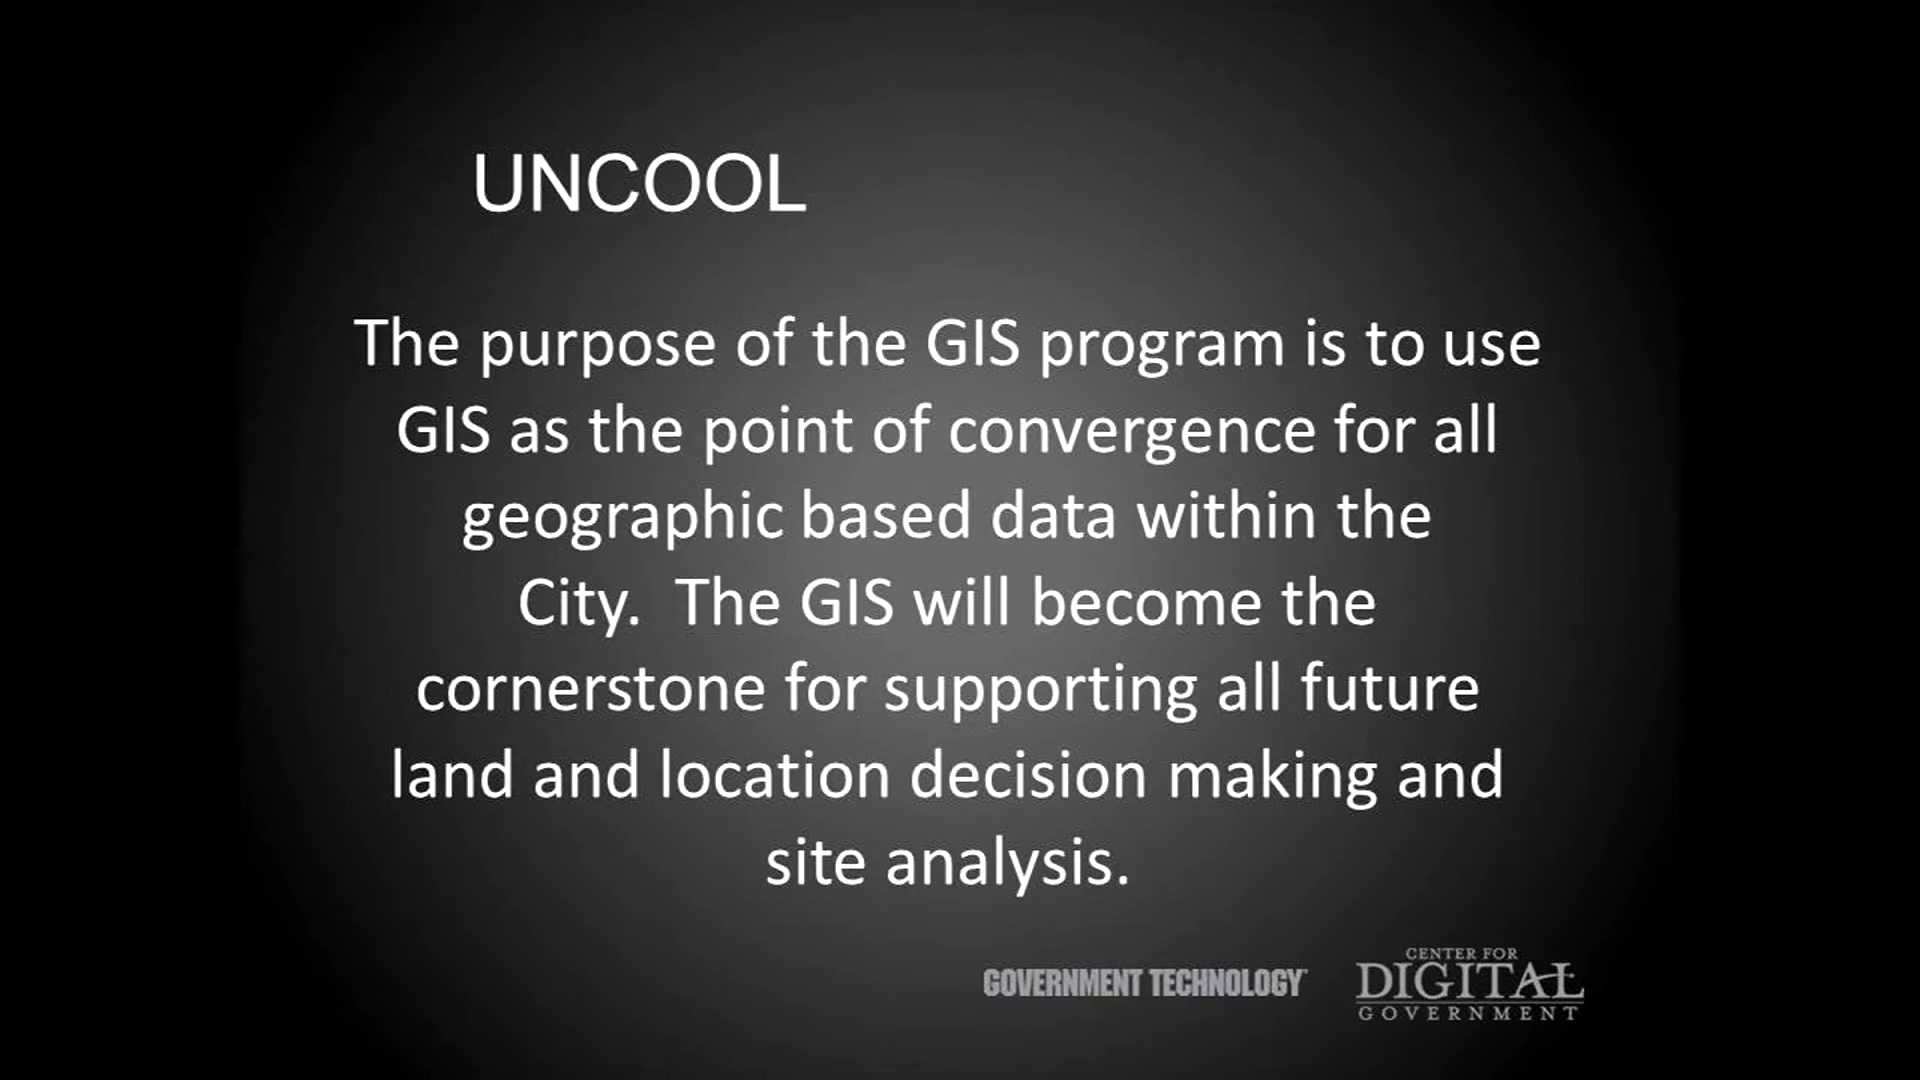 UNCOOL
The purpose of the GIS program is to use
GIS as the point of convergence for all
geographic based data within the
City.  The GIS will become the
cornerstone for supporting all future
land and location decision making and
site analysis.
GOVERNMENT TECHNOLOGY
CENTER FOR
DIGITAL
GOVERNMENT